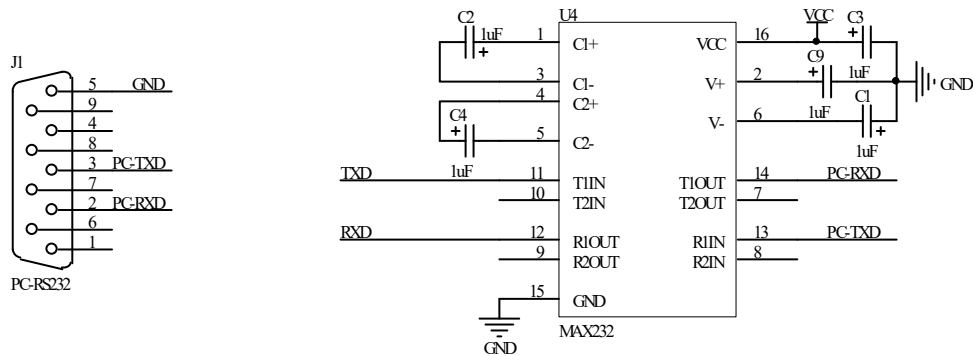 J1
5 GND
9
4
8
3 PC-TXD
7
2 PC-RXD
6
1
PC-RS232
U4
C2
1uF
+
1 C1+
3 C1-
4 C2+
C4
+
1uF
5 C2-
TXD 11 T1IN
10 T2IN
RXD 12 R1OUT
9 R2OUT
15 GND
GND
MAX232
VCC
C3
VCC 16
+
1uF
V+ 2
C9
+
1uF
GND
V- 6
C1
+
1uF
T1OUT 14 PC-RXD
T2OUT 7
R1IN 13 PC-TXD
R2IN 8